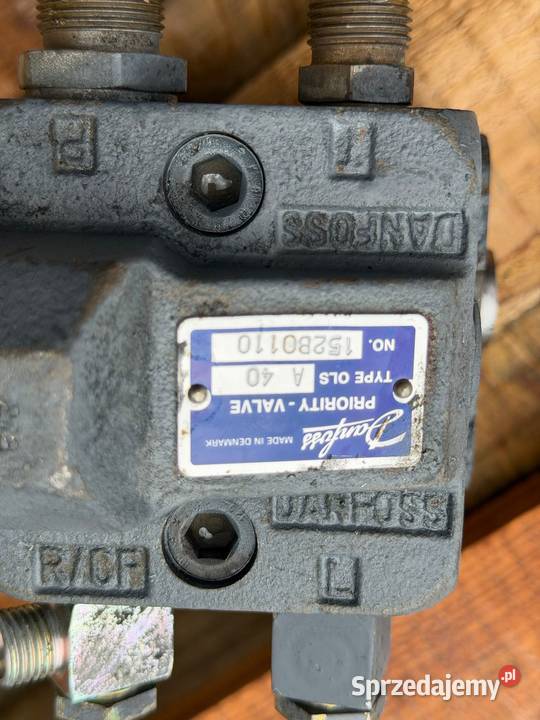 P
DANFOSS
Danfoss MADE IN DENMARK
PRIORITY - VALVE
TYPE OLS A 40
NO. 152B0110
DANFOSS
R/CF
L
Sprzedajemy.pl